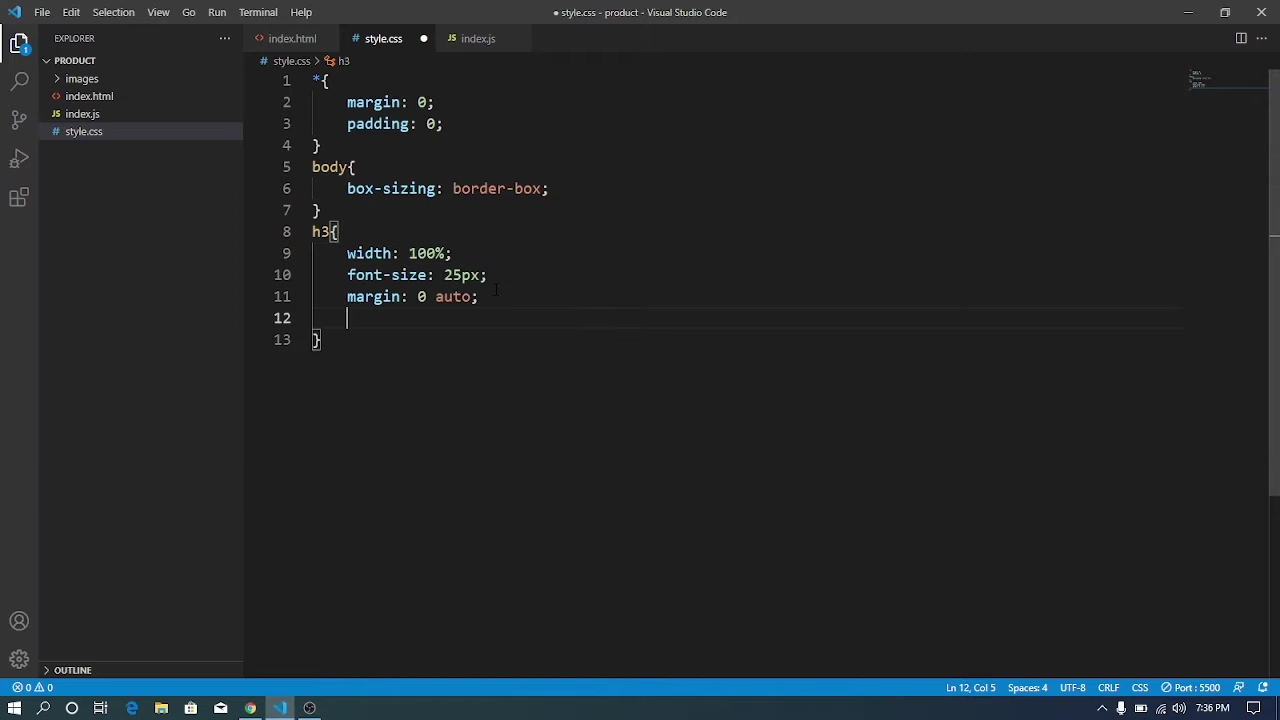 File Edit Selection View Go Run Terminal Help
● style.css - product - Visual Studio Code
EXPLORER
index.html
style.css
index.js
PRODUCT
images
index.html
index.js
style.css
OUTLINE
style.css > h3
1 *{
2 margin: 0;
3 padding: 0;
4 }
5 body{
6 box-sizing: border-box;
7 }
8 h3{
9 width: 100%;
10 font-size: 25px;
11 margin: 0 auto;
12
13 }
0 0
Ln 12, Col 5 Spaces: 4 UTF-8 CRLF CSS Port : 5500
7:36 PM